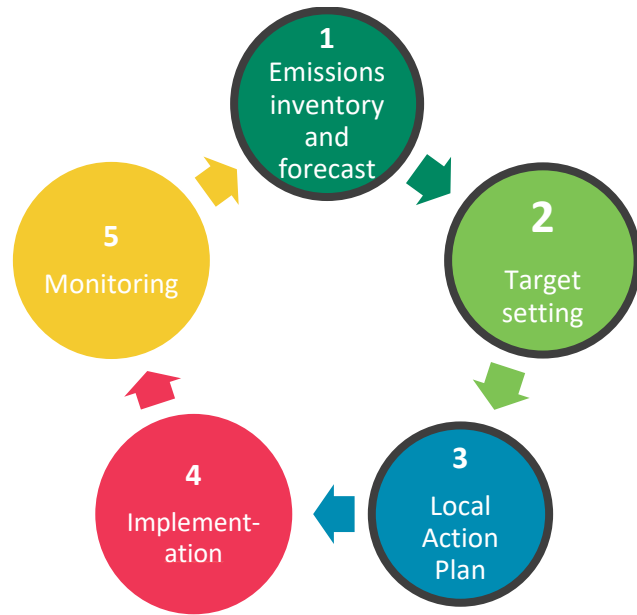 1
Emissions
inventory
and
forecast
2
Target
setting
3
Local
Action
Plan
4
Implement-
ation
5
Monitoring